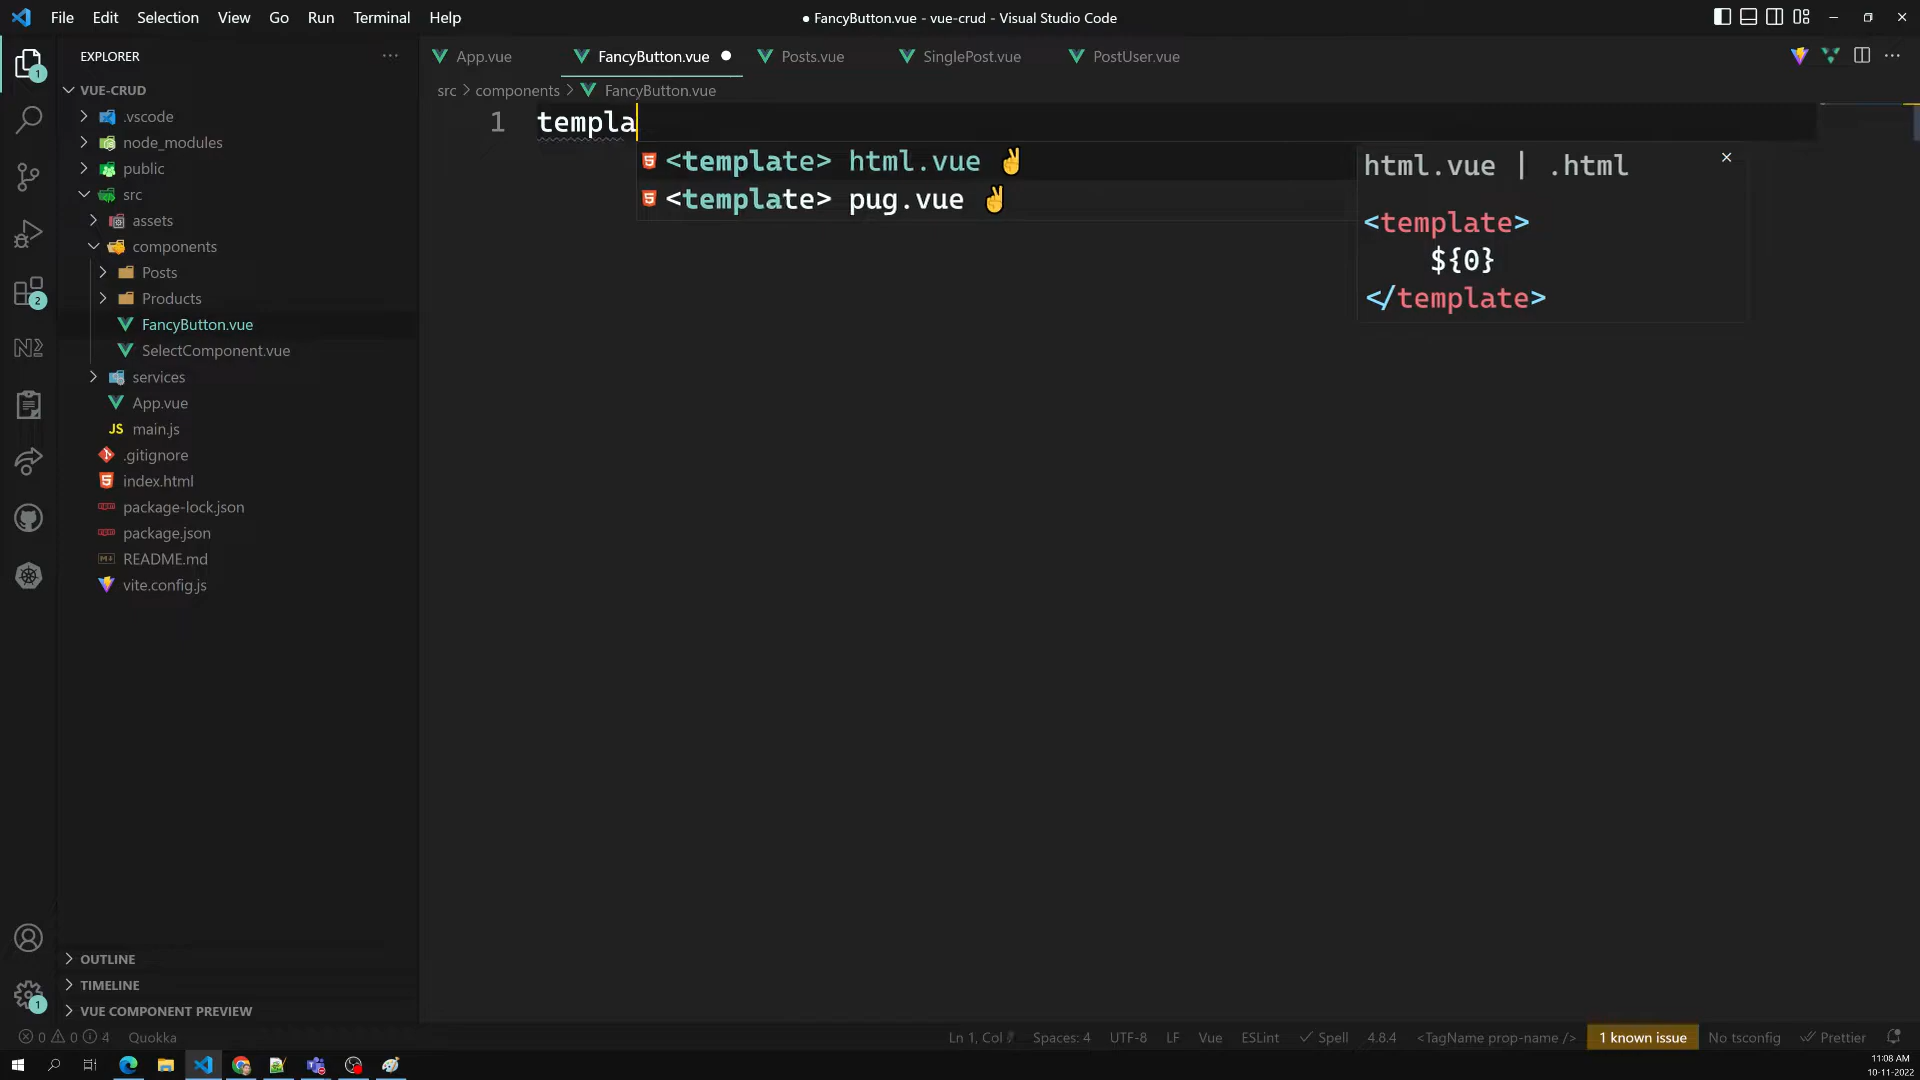 File Edit Selection View Go Run Terminal Help
● FancyButton.vue - vue-crud - Visual Studio Code
EXPLORER
App.vue FancyButton.vue Posts.vue SinglePost.vue PostUser.vue
src > components > FancyButton.vue
VUE-CRUD
.vscode
node_modules
public
src
assets
components
Posts
Products
FancyButton.vue
SelectComponent.vue
services
App.vue
JS main.js
.gitignore
index.html
package-lock.json
package.json
README.md
vite.config.js
OUTLINE
TIMELINE
VUE COMPONENT PREVIEW
1
2
1
1 templa
<template> html.vue ✌
<template> pug.vue ✌
html.vue | .html
<template>
${0}
</template>
0 0 4 Quokka
Ln 1, Col
Spaces: 4 UTF-8 LF Vue ESLint Spell 4.8.4 <TagName prop-name /> 1 known issue No tsconfig Prettier
11:08 AM
10-11-2022